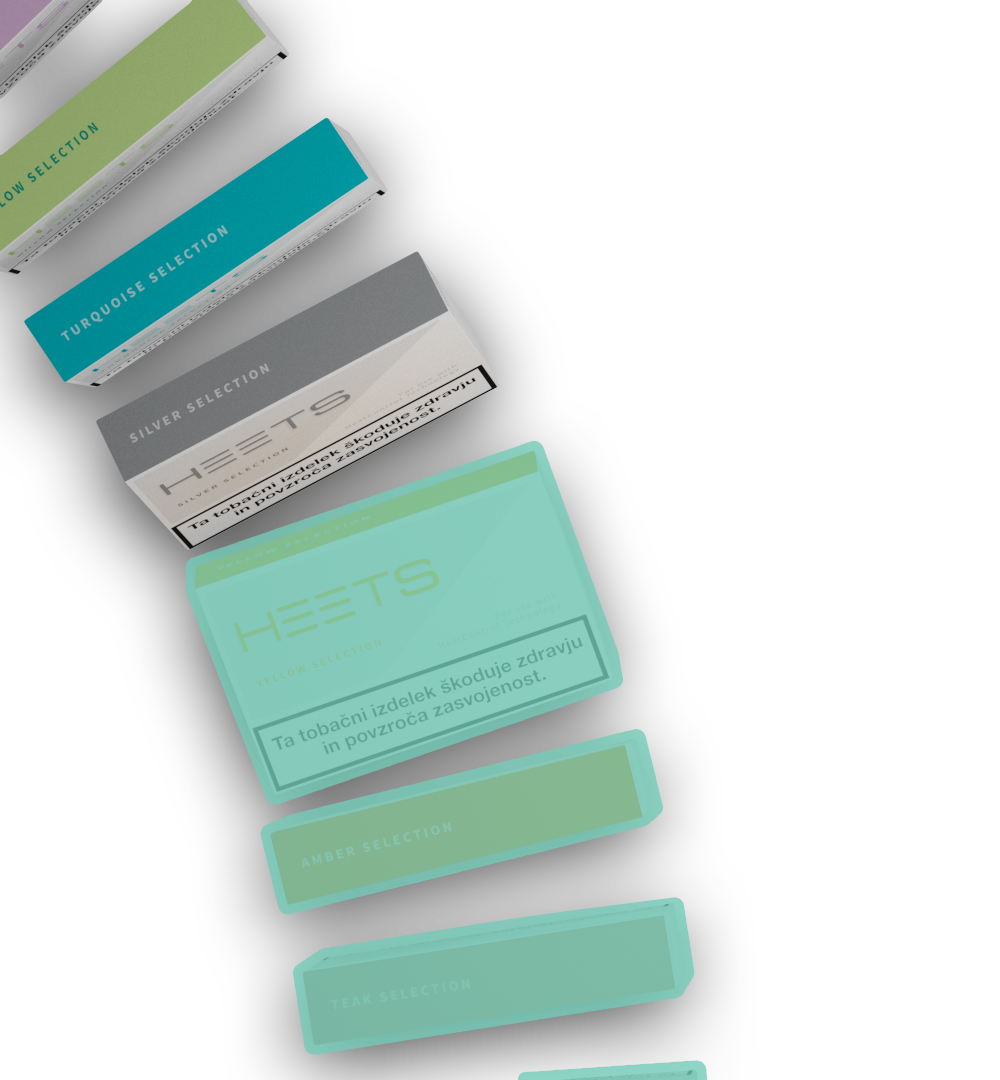 LOW SELECTION
TURQUOISE SELECTION
SILVER SELECTION
HEETS
SILVER SELECTION
Ta tobačni izdelek škoduje zdravju
in povzroča zasvojenost.
YELLOW SELECTION
HEETS
YELLOW SELECTION
Ta tobačni izdelek škoduje zdravju
in povzroča zasvojenost.
AMBER SELECTION
TEAK SELECTION